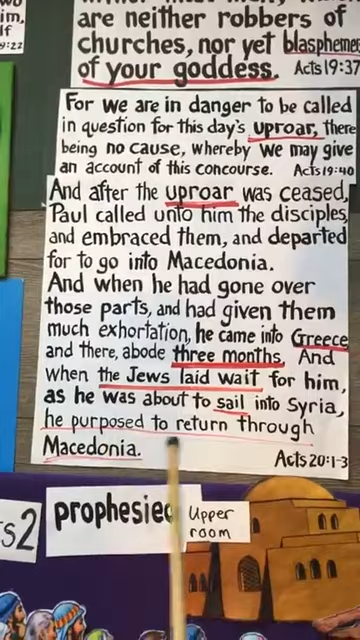 are neither robbers of
churches, nor yet blaspheme
of your goddess. Acts 19:37
9:22
For we are in danger to be called
in question for this day's uproar, there
being no cause, whereby we may give
an account of this concourse. Acts 19:40
And after the uproar was ceased,
Paul called unto him the disciples,
and embraced them, and departed
for to go into Macedonia.
And when he had gone over
those parts, and had given them
much exhortation, he came into Greece
and there, abode three months. And
when the Jews laid wait for him,
as he was about to sail into Syria,
he purposed to return through
Macedonia. Acts 20:1-3
prophesied Upper
room